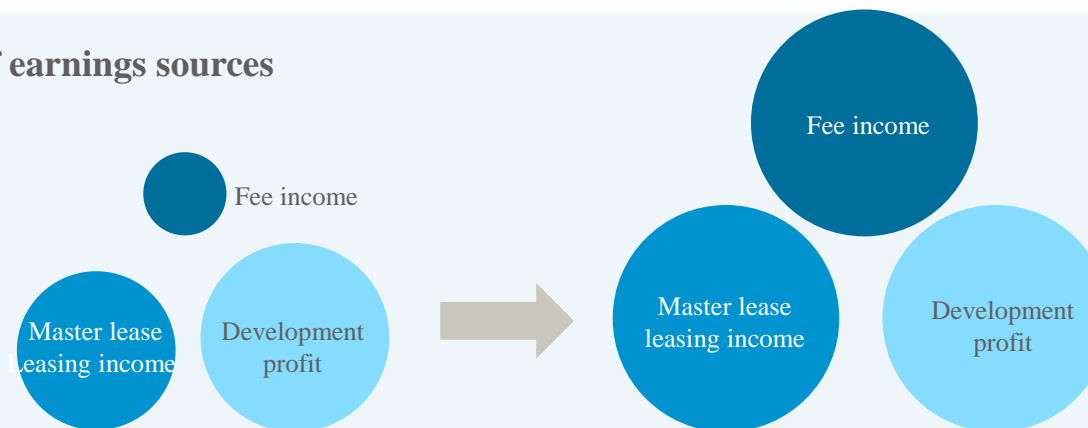 earnings sources
Fee income
Master lease
Leasing income
Development
profit
Fee income
Master lease
leasing income
Development
profit